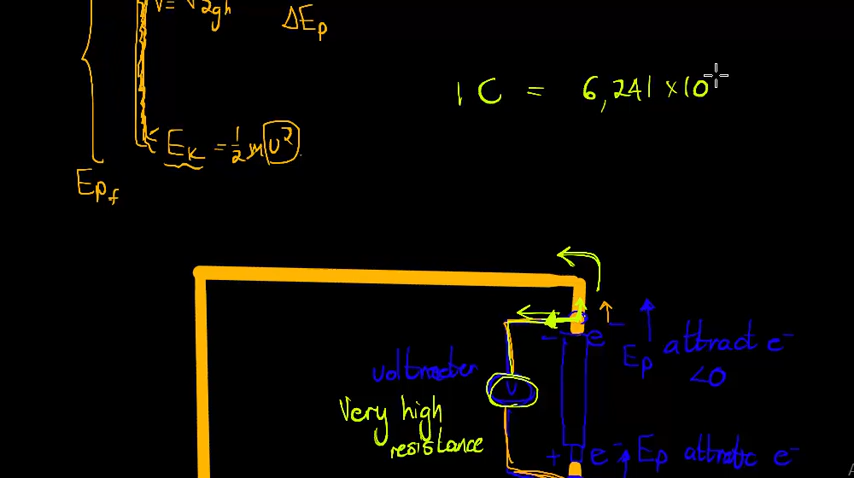 V = √2gh
ΔEp
1 C = 6,241 × 10
Ek = 1/2 m v²
Epf
- e-
Ep attract e-
<0
voltmeter
V
Very high
resistance
+ e- Ep attract e-